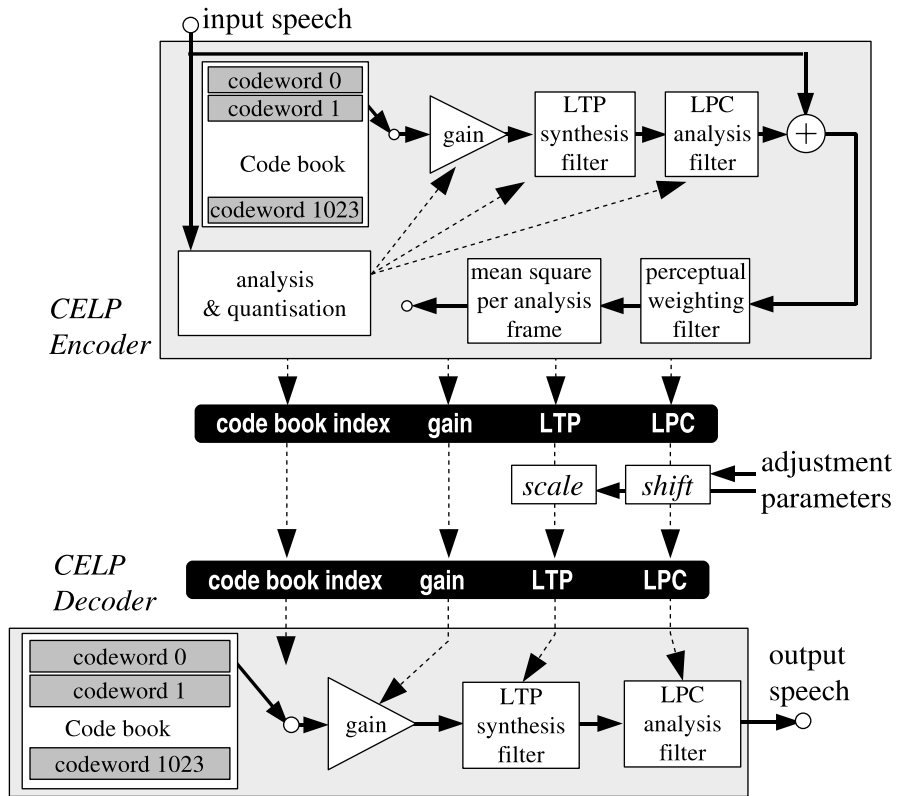 input speech
codeword 0
codeword 1
Code book
codeword 1023
gain
LTP
synthesis
filter
LPC
analysis
filter
+
analysis
& quantisation
mean square
per analysis
frame
perceptual
weighting
filter
CELP
Encoder
code book index gain LTP LPC
scale
shift
adjustment
parameters
CELP
Decoder
code book index gain LTP LPC
codeword 0
codeword 1
Code book
codeword 1023
gain
LTP
synthesis
filter
LPC
analysis
filter
output
speech